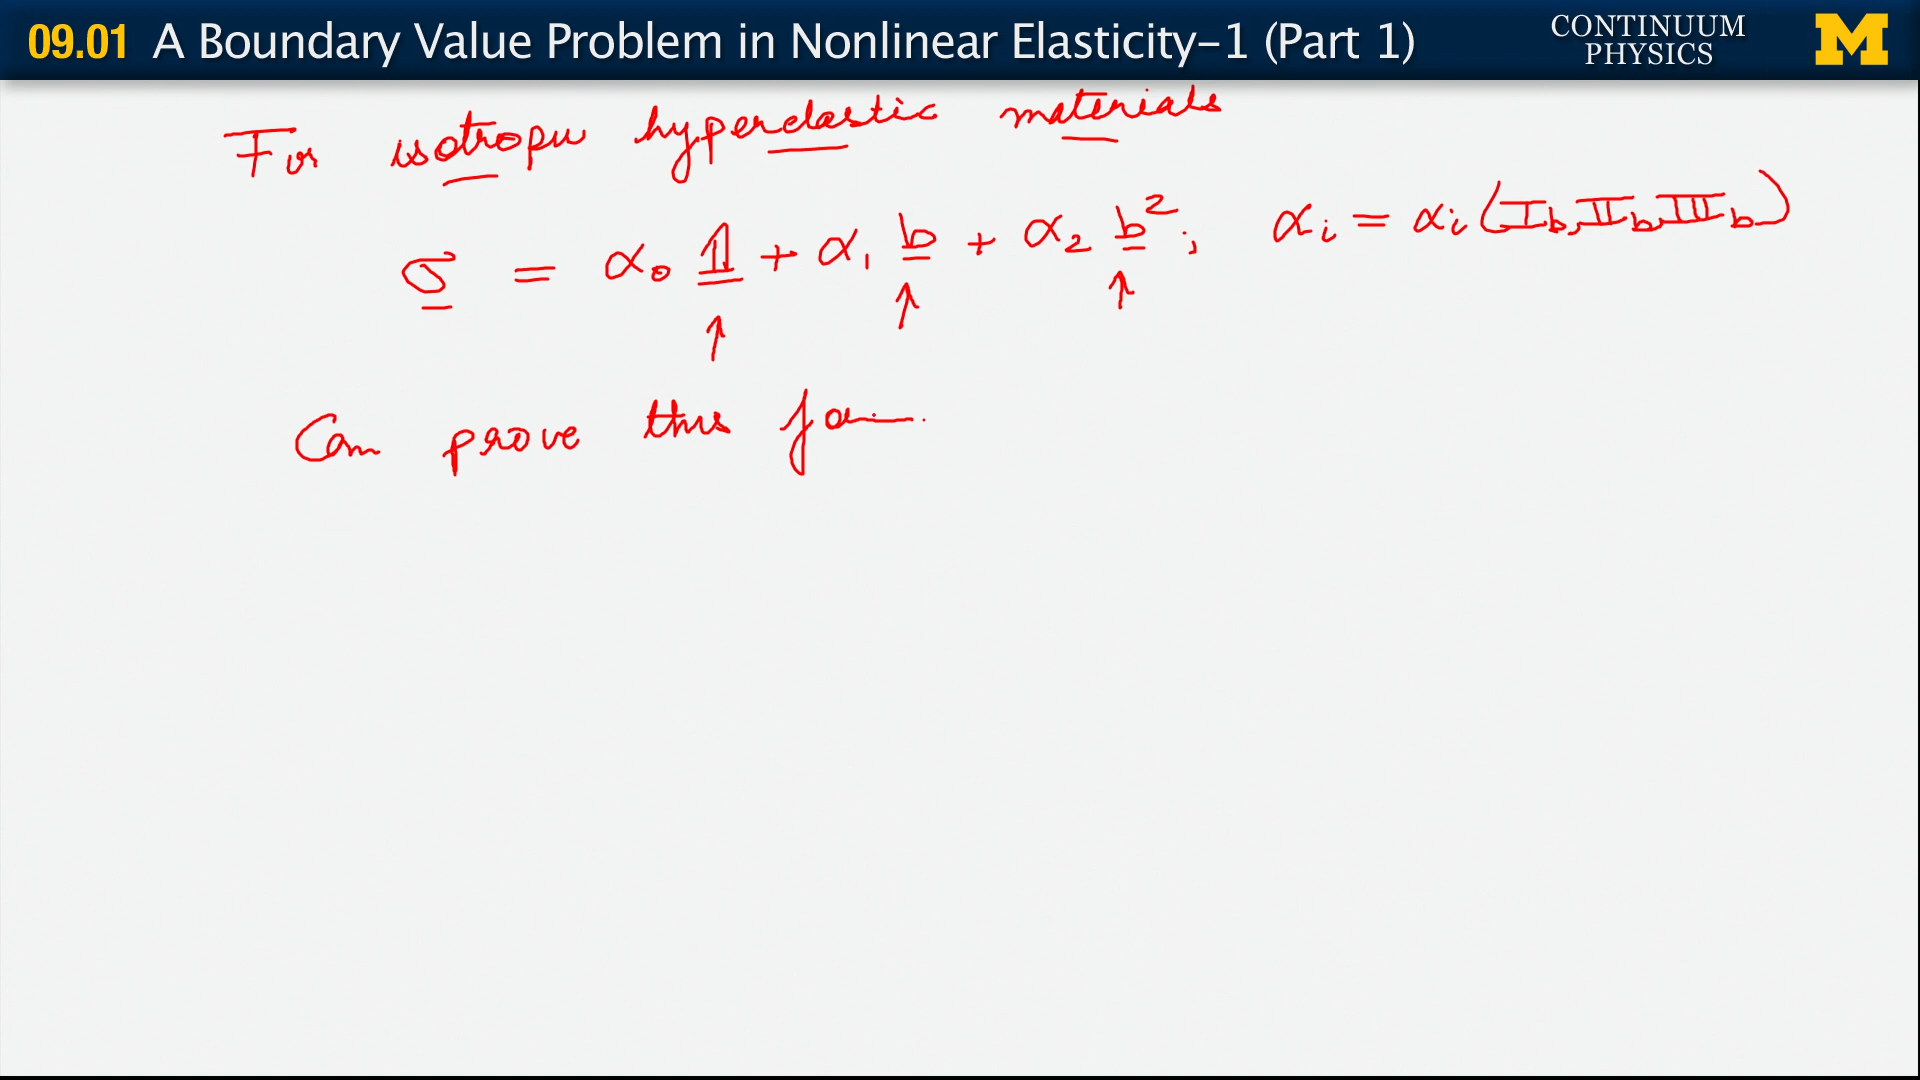 09.01 A Boundary Value Problem in Nonlinear Elasticity–1 (Part 1)
CONTINUUM
PHYSICS
M
For isotropic hyperelastic materials
σ = α₀ 𝟙 + α₁ b + α₂ b²; αᵢ = αᵢ(I_b, II_b, III_b)
Can prove this